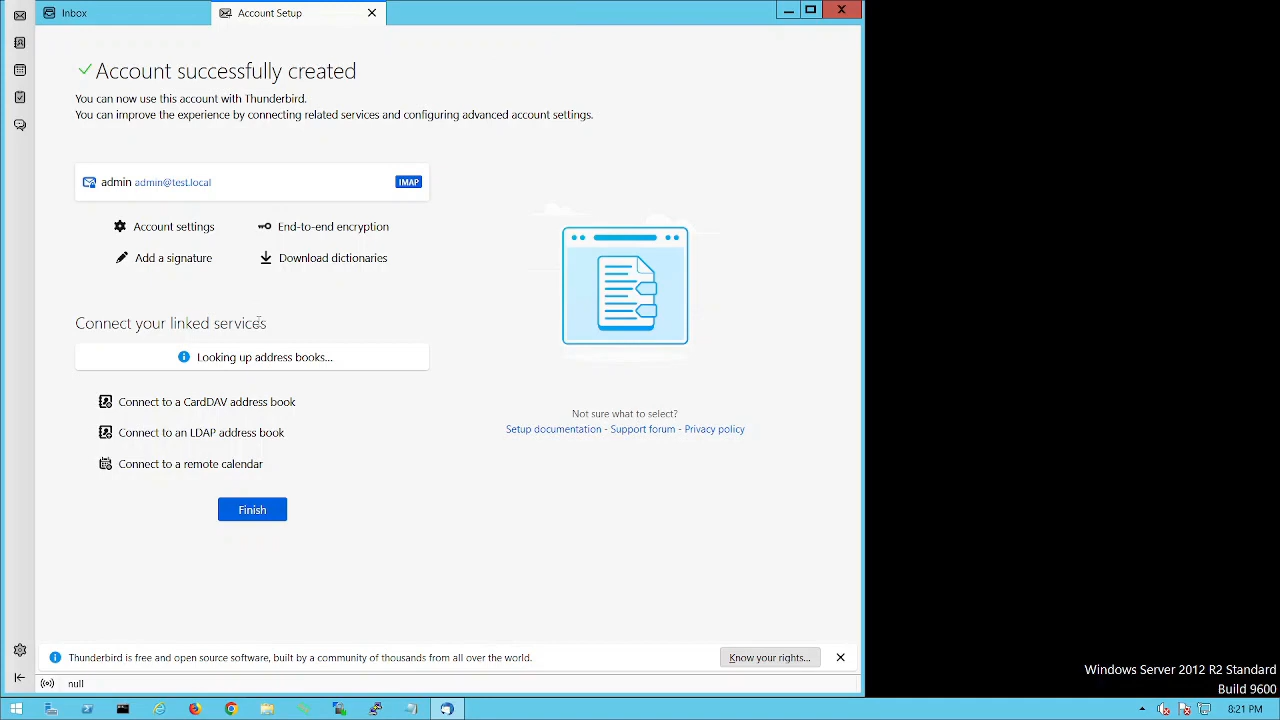 Inbox
Account Setup
Account successfully created
You can now use this account with Thunderbird.
You can improve the experience by connecting related services and configuring advanced account settings.
admin admin@test.local
IMAP
Account settings
End-to-end encryption
Add a signature
Download dictionaries
Connect your linked services
Looking up address books...
Connect to a CardDAV address book
Connect to an LDAP address book
Connect to a remote calendar
Finish
Not sure what to select?
Setup documentation - Support forum - Privacy policy
Thunderbird is free and open source software, built by a community of thousands from all over the world.
Know your rights...
null
Windows Server 2012 R2 Standard
Build 9600
8:21 PM